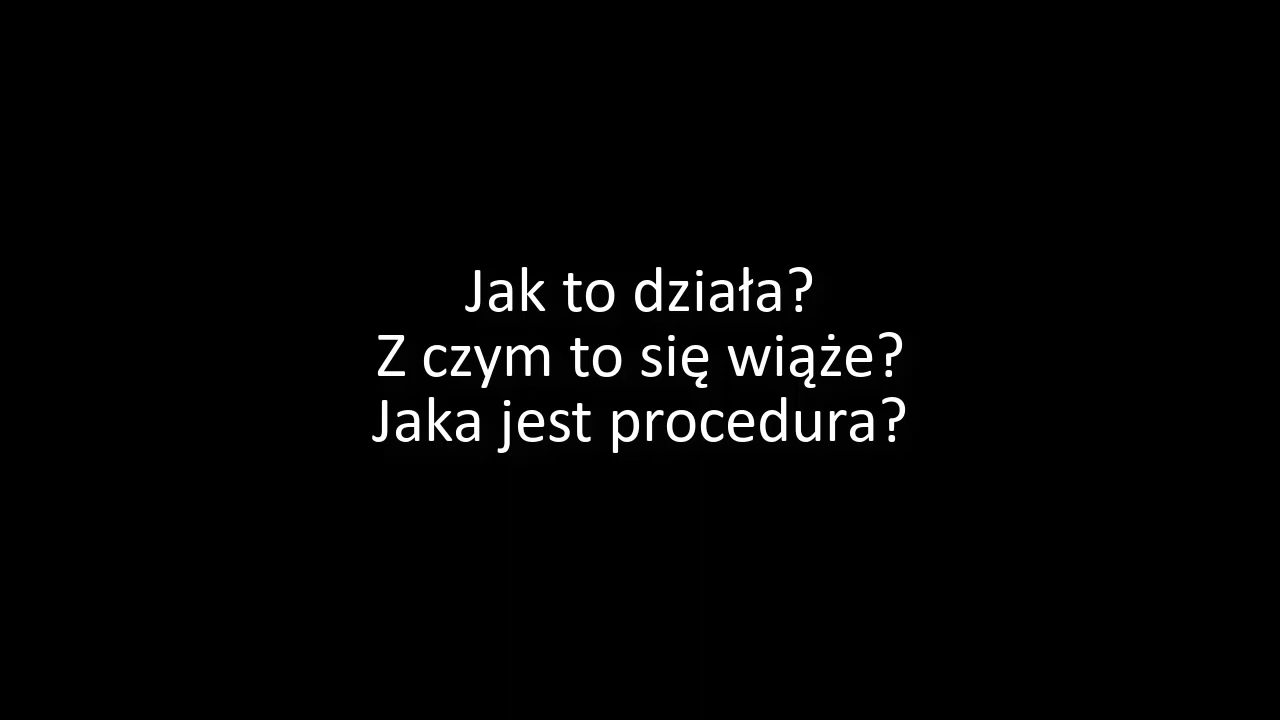 Jak to działa?
Z czym to się wiąże?
Jaka jest procedura?